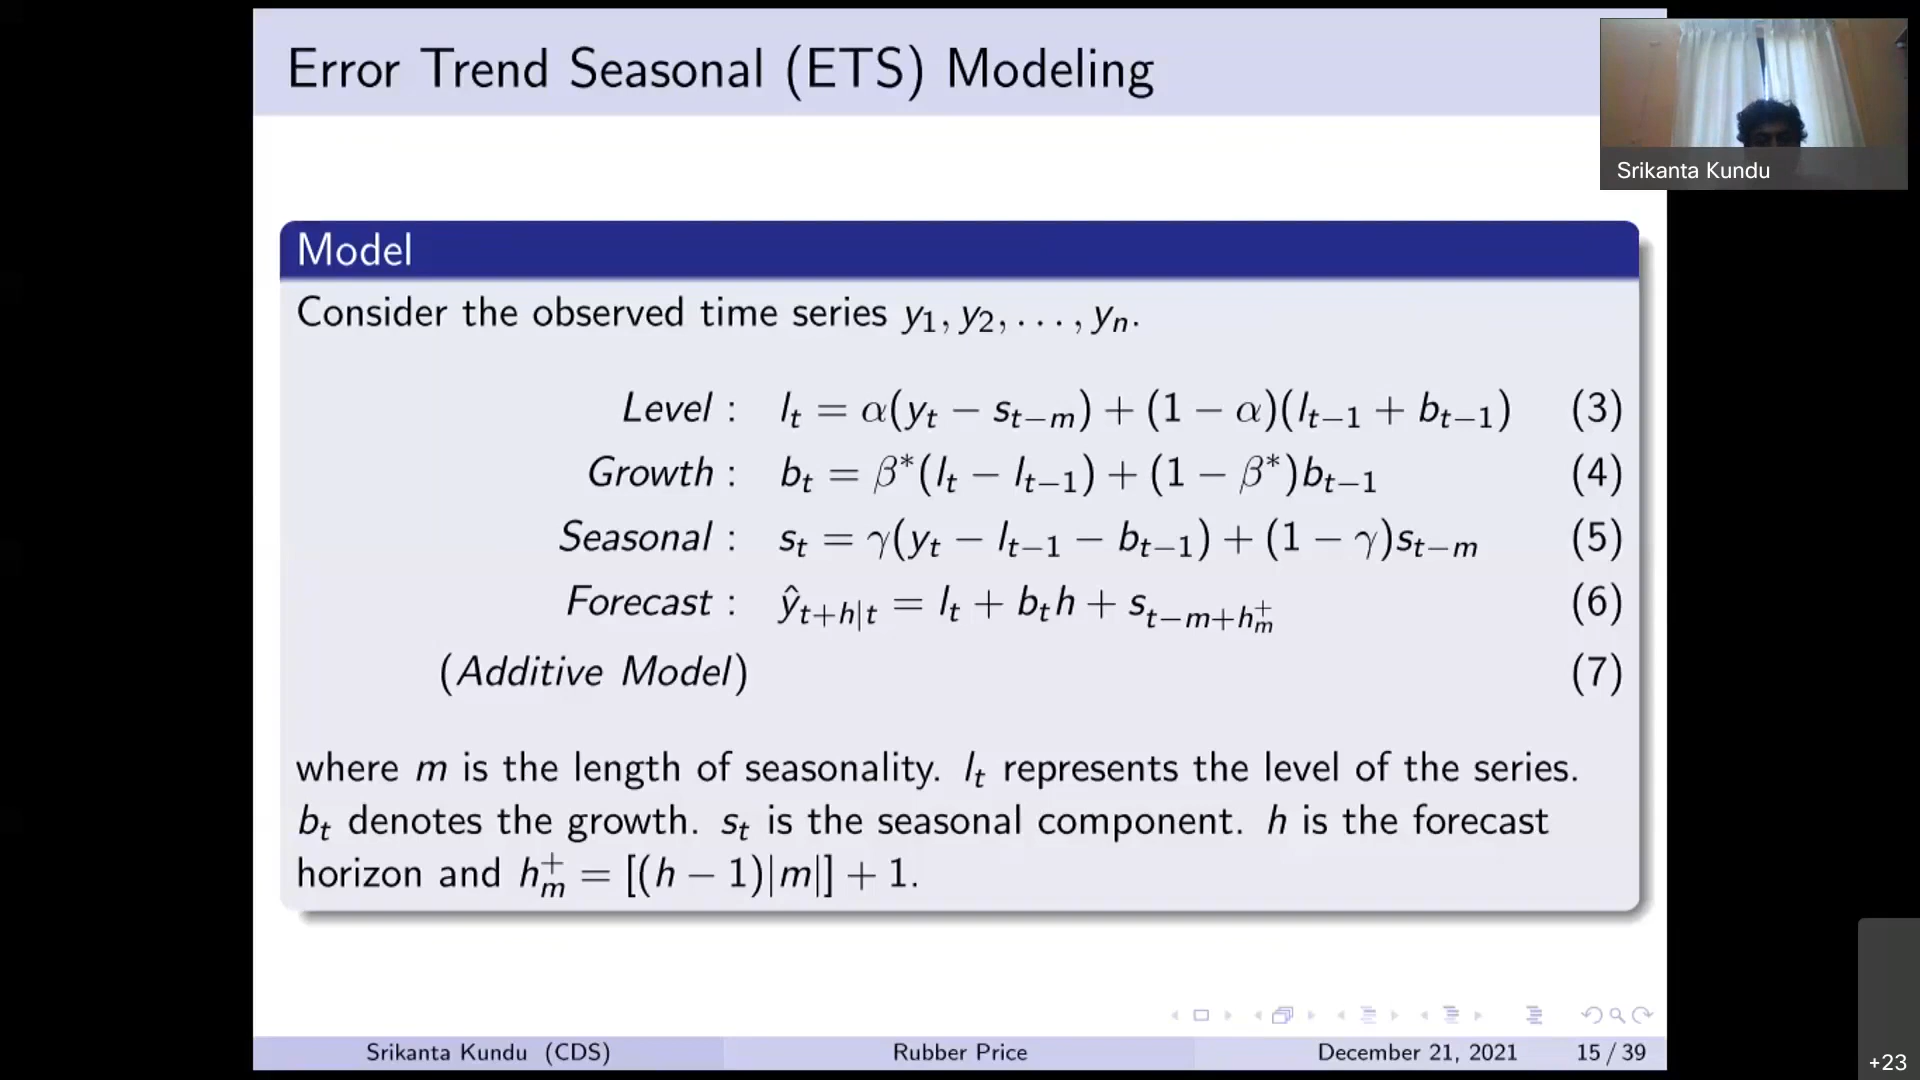 Error Trend Seasonal (ETS) Modeling
Srikanta Kundu
Model
Consider the observed time series y₁, y₂, . . . , yₙ.
Level : lₜ = α(yₜ − sₜ₋ₘ) + (1 − α)(lₜ₋₁ + bₜ₋₁) (3)
Growth : bₜ = β*(lₜ − lₜ₋₁) + (1 − β*)bₜ₋₁ (4)
Seasonal : sₜ = γ(yₜ − lₜ₋₁ − bₜ₋₁) + (1 − γ)sₜ₋ₘ (5)
Forecast : ŷ_{t+h|t} = lₜ + bₜh + s_{t−m+h_m^+} (6)
(Additive Model) (7)
where m is the length of seasonality. lₜ represents the level of the series.
bₜ denotes the growth. sₜ is the seasonal component. h is the forecast
horizon and h_m^+ = [(h − 1)|m|] + 1.
Srikanta Kundu (CDS) Rubber Price December 21, 2021 15 / 39
+23